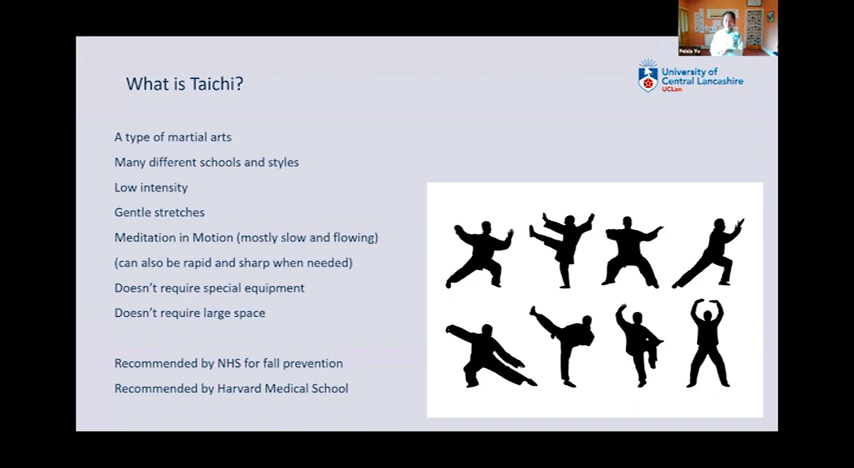 Feixia Yu
University of
Central Lancashire
UCLan
What is Taichi?
A type of martial arts
Many different schools and styles
Low intensity
Gentle stretches
Meditation in Motion (mostly slow and flowing)
(can also be rapid and sharp when needed)
Doesn't require special equipment
Doesn't require large space
Recommended by NHS for fall prevention
Recommended by Harvard Medical School